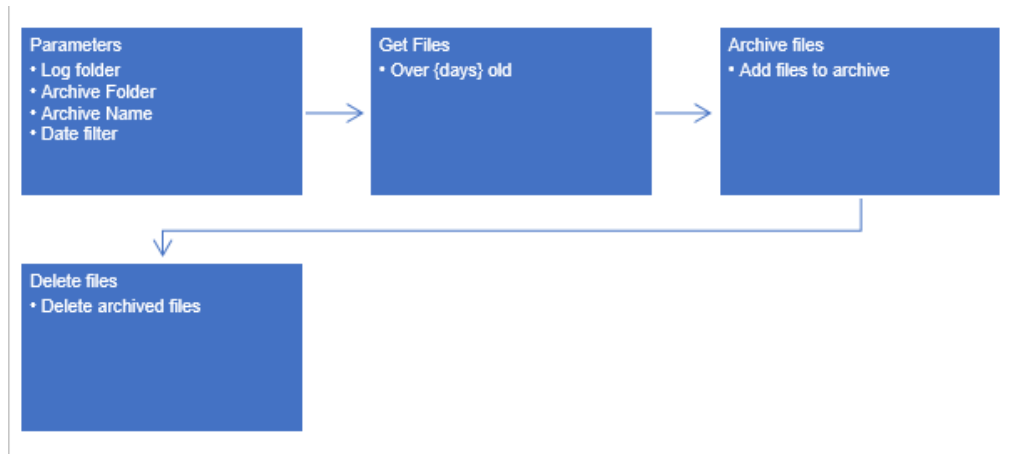 Parameters
• Log folder
• Archive Folder
• Archive Name
• Date filter
Get Files
• Over {days} old
Archive files
• Add files to archive
Delete files
• Delete archived files